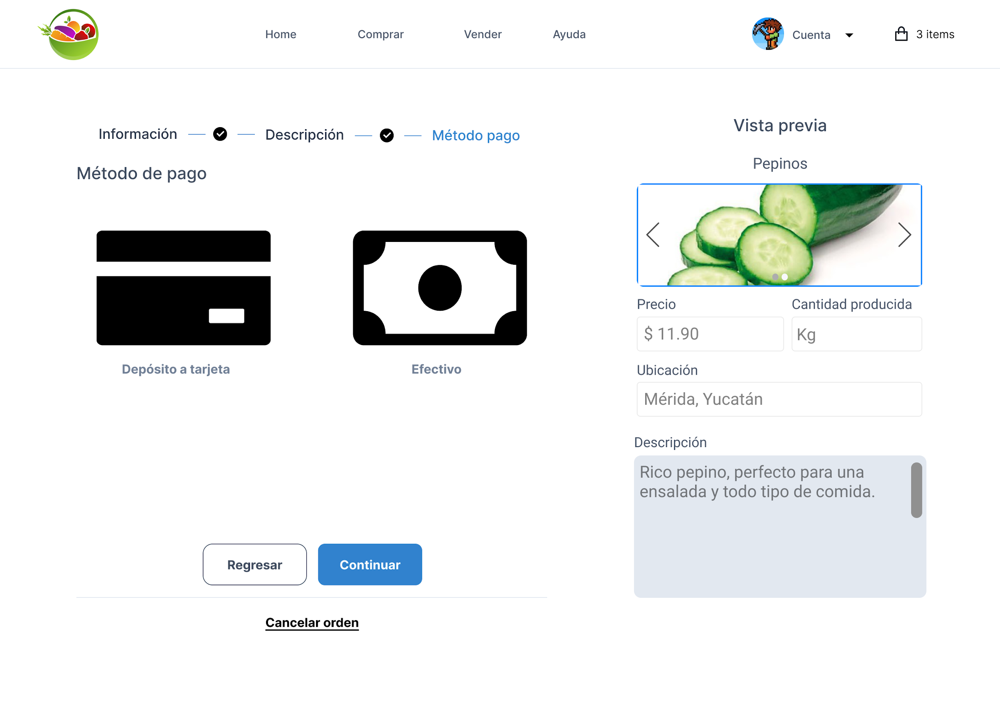 Home
Comprar
Vender
Ayuda
Cuenta
3 items
Información
Descripción
Método pago
Método de pago
Depósito a tarjeta
Efectivo
Regresar
Continuar
Cancelar orden
Vista previa
Pepinos
Precio
Cantidad producida
$ 11.90
Kg
Ubicación
Mérida, Yucatán
Descripción
Rico pepino, perfecto para una
ensalada y todo tipo de comida.